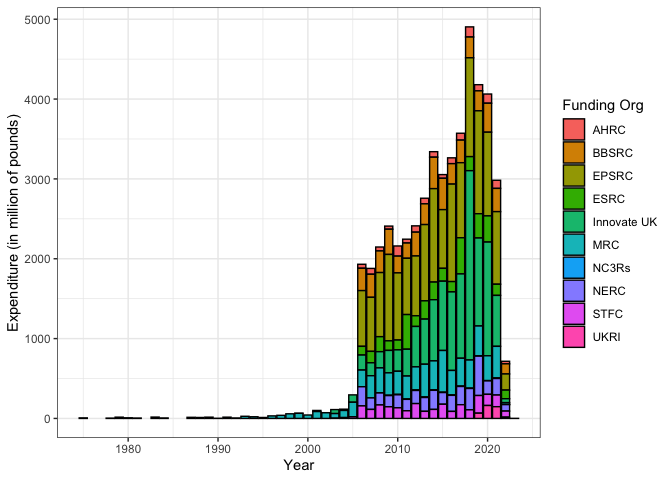 Expenditure (in million of pounds)
5000
4000
3000
2000
1000
0
1980
1990
2000
2010
2020
Year
Funding Org
AHRC
BBSRC
EPSRC
ESRC
Innovate UK
MRC
NC3Rs
NERC
STFC
UKRI